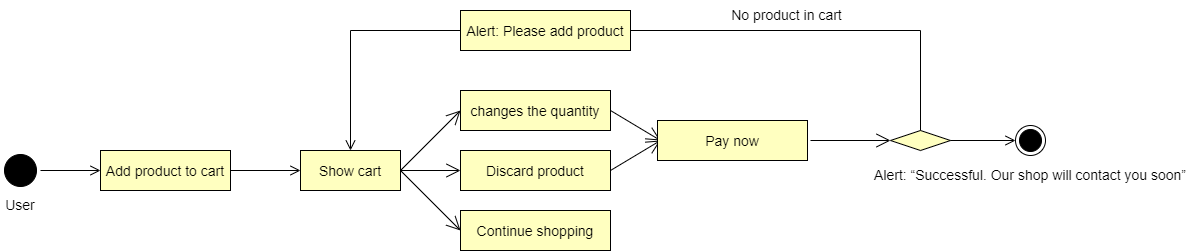 No product in cart
Alert: Please add product
changes the quantity
Pay now
Add product to cart
Show cart
Discard product
Alert: “Successful. Our shop will contact you soon”
User
Continue shopping